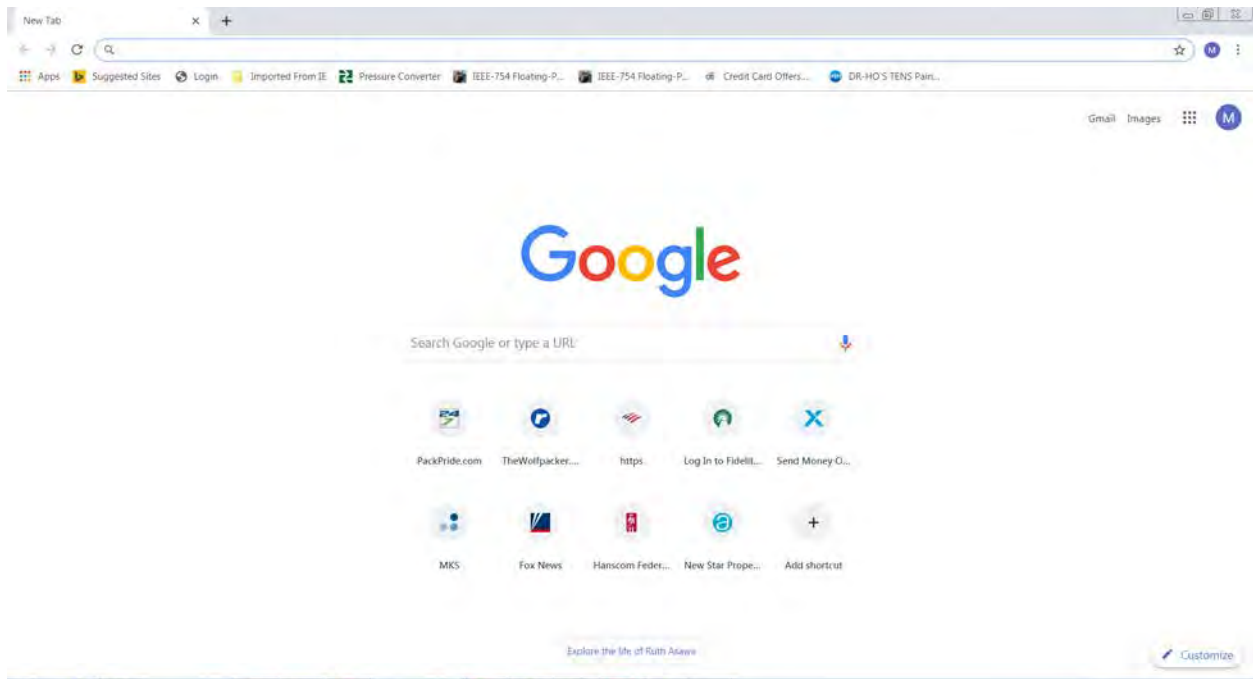 New Tab
Apps Suggested Sites Login Imported From IE Pressure Converter IEEE-754 Floating-P... IEEE-754 Floating-P... Credit Card Offers... DR-HO'S TENS Pain...
Gmail Images M
Google
Search Google or type a URL
PackPride.com TheWolfpacker.... https Log In to Fidelit... Send Money O...
MKS Fox News Hanscom Feder... New Star Prope... Add shortcut
Explore the life of Ruth Asawa
Customize